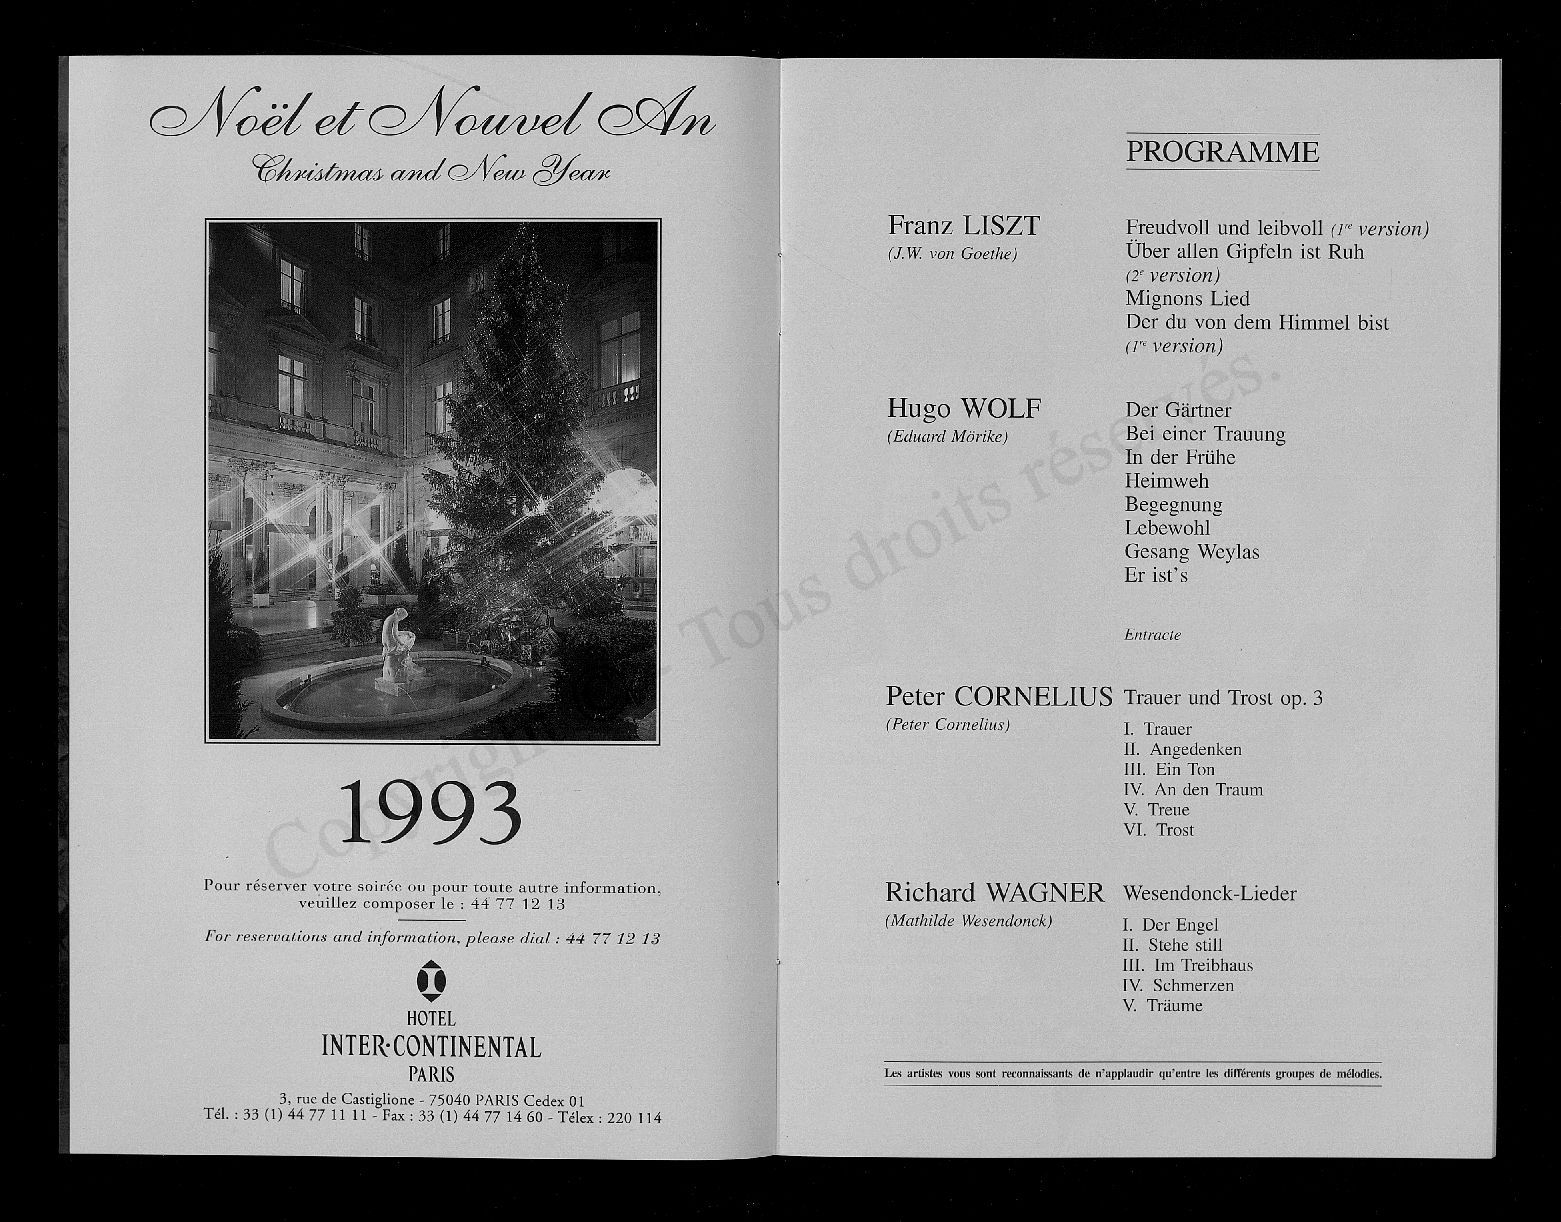 Noël et Nouvel An
Christmas and New Year
1993
Pour réserver votre soirée ou pour toute autre information,
veuillez composer le : 44 77 12 13
For reservations and information, please dial : 44 77 12 13
HOTEL
INTER·CONTINENTAL
PARIS
3, rue de Castiglione - 75040 PARIS Cedex 01
Tél. : 33 (1) 44 77 11 11 - Fax : 33 (1) 44 77 14 60 - Télex : 220 114
PROGRAMME
Franz LISZT
(J.W. von Goethe)
Freudvoll und leibvoll (1re version)
Über allen Gipfeln ist Ruh
(2e version)
Mignons Lied
Der du von dem Himmel bist
(1re version)
Hugo WOLF
(Eduard Mörike)
Der Gärtner
Bei einer Trauung
In der Frühe
Heimweh
Begegnung
Lebewohl
Gesang Weylas
Er ist's
Entracte
Peter CORNELIUS
(Peter Cornelius)
Trauer und Trost op. 3
I. Trauer
II. Angedenken
III. Ein Ton
IV. An den Traum
V. Treue
VI. Trost
Richard WAGNER
(Mathilde Wesendonck)
Wesendonck-Lieder
I. Der Engel
II. Stehe still
III. Im Treibhaus
IV. Schmerzen
V. Träume
Les artistes vous sont reconnaissants de n'applaudir qu'entre les différents groupes de mélodies.
Copyright - Tous droits réservés.